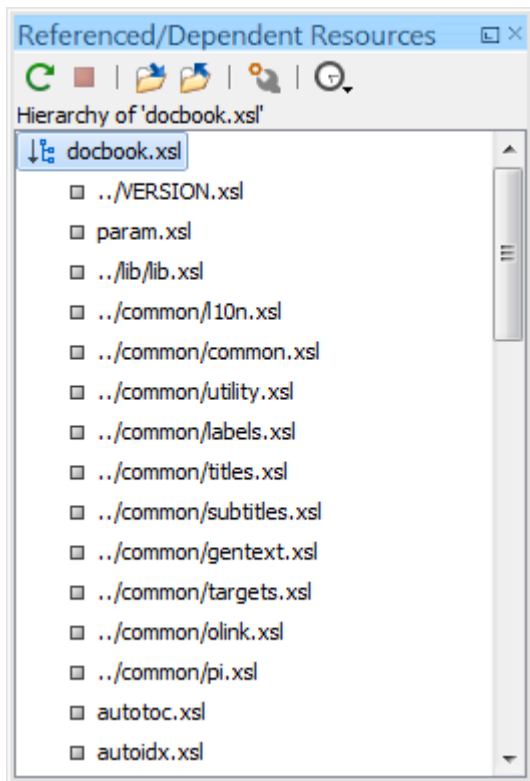 Referenced/Dependent Resources
Hierarchy of 'docbook.xsl'
docbook.xsl
../VERSION.xsl
param.xsl
../lib/lib.xsl
../common/l10n.xsl
../common/common.xsl
../common/utility.xsl
../common/labels.xsl
../common/titles.xsl
../common/subtitles.xsl
../common/gentext.xsl
../common/targets.xsl
../common/olink.xsl
../common/pi.xsl
autotoc.xsl
autoidx.xsl